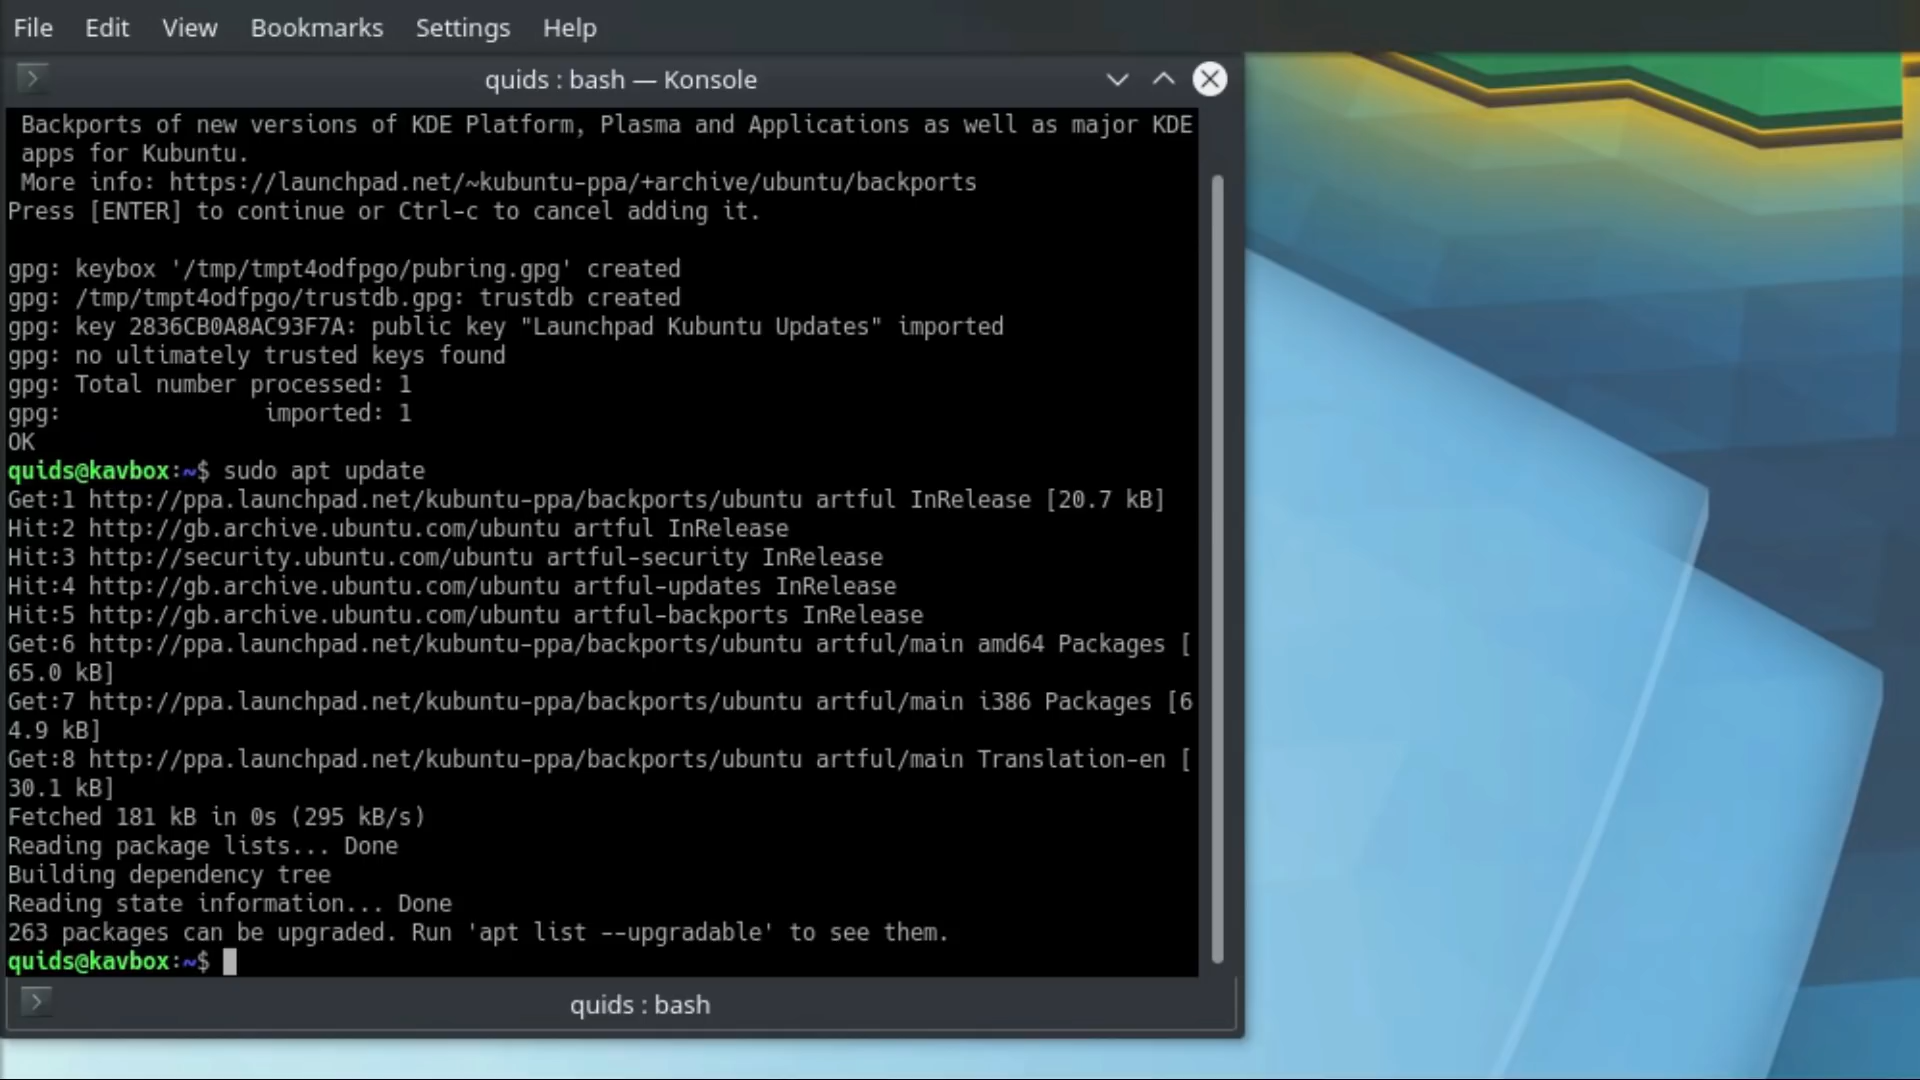 File Edit View Bookmarks Settings Help
quids : bash — Konsole
Backports of new versions of KDE Platform, Plasma and Applications as well as major KDE
apps for Kubuntu.
More info: https://launchpad.net/~kubuntu-ppa/+archive/ubuntu/backports
Press [ENTER] to continue or Ctrl-c to cancel adding it.
gpg: keybox '/tmp/tmpt4odfpgo/pubring.gpg' created
gpg: /tmp/tmpt4odfpgo/trustdb.gpg: trustdb created
gpg: key 2836CB0A8AC93F7A: public key "Launchpad Kubuntu Updates" imported
gpg: no ultimately trusted keys found
gpg: Total number processed: 1
gpg:               imported: 1
OK
quids@kavbox:~$ sudo apt update
Get:1 http://ppa.launchpad.net/kubuntu-ppa/backports/ubuntu artful InRelease [20.7 kB]
Hit:2 http://gb.archive.ubuntu.com/ubuntu artful InRelease
Hit:3 http://security.ubuntu.com/ubuntu artful-security InRelease
Hit:4 http://gb.archive.ubuntu.com/ubuntu artful-updates InRelease
Hit:5 http://gb.archive.ubuntu.com/ubuntu artful-backports InRelease
Get:6 http://ppa.launchpad.net/kubuntu-ppa/backports/ubuntu artful/main amd64 Packages [
65.0 kB]
Get:7 http://ppa.launchpad.net/kubuntu-ppa/backports/ubuntu artful/main i386 Packages [6
4.9 kB]
Get:8 http://ppa.launchpad.net/kubuntu-ppa/backports/ubuntu artful/main Translation-en [
30.1 kB]
Fetched 181 kB in 0s (295 kB/s)
Reading package lists... Done
Building dependency tree
Reading state information... Done
263 packages can be upgraded. Run 'apt list --upgradable' to see them.
quids@kavbox:~$
quids : bash